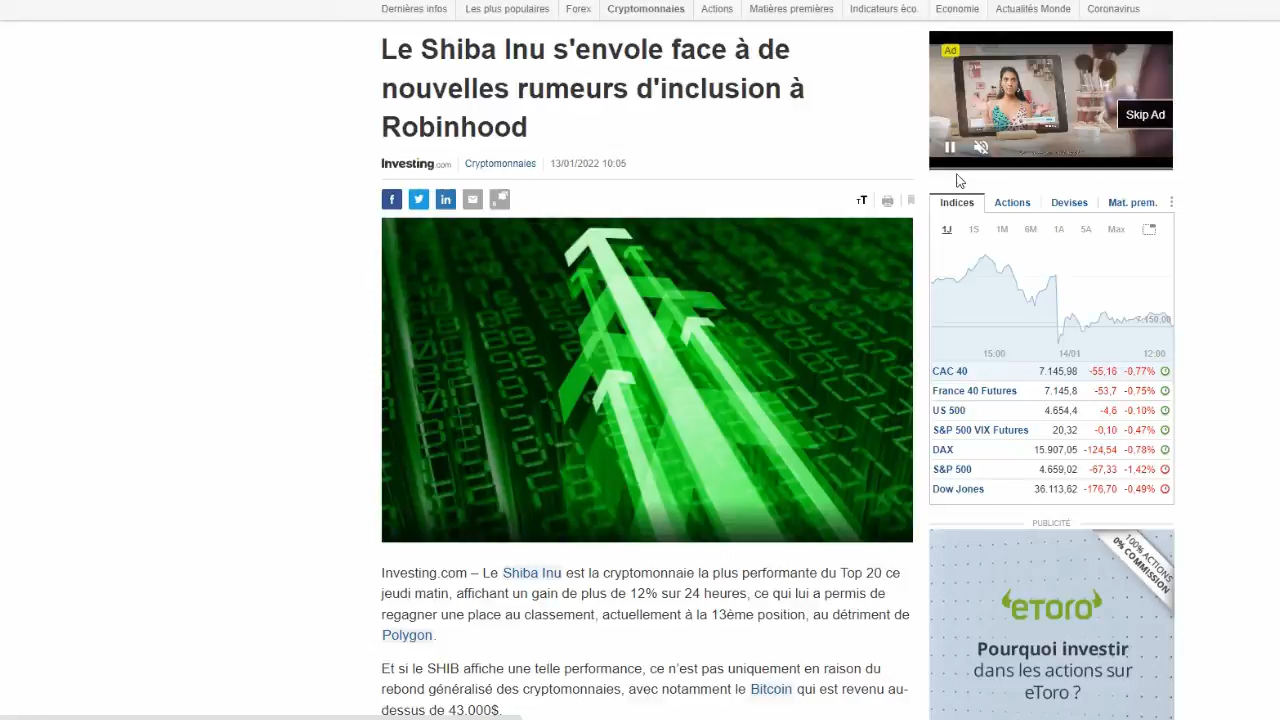 Dernières infos
Les plus populaires
Forex
Cryptomonnaies
Actions
Matières premières
Indicateurs éco.
Economie
Actualités Monde
Coronavirus
Le Shiba Inu s'envole face à de
nouvelles rumeurs d'inclusion à
Robinhood
Investing.com
Cryptomonnaies
13/01/2022 10:05
Ad
Skip Ad
Indices
Actions
Devises
Mat. prem.
1J
1S
1M
6M
1A
5A
Max
7.150,00
15:00
14/01
12:00
CAC 40 7.145,98 -55,16 -0,77%
France 40 Futures 7.145,8 -53,7 -0,75%
US 500 4.654,4 -4,6 -0,10%
S&P 500 VIX Futures 20,32 -0,10 -0,47%
DAX 15.907,05 -124,54 -0,78%
S&P 500 4.659,02 -67,33 -1,42%
Dow Jones 36.113,62 -176,70 -0,49%
Investing.com – Le Shiba Inu est la cryptomonnaie la plus performante du Top 20 ce
jeudi matin, affichant un gain de plus de 12% sur 24 heures, ce qui lui a permis de
regagner une place au classement, actuellement à la 13ème position, au détriment de
Polygon.
Et si le SHIB affiche une telle performance, ce n'est pas uniquement en raison du
rebond généralisé des cryptomonnaies, avec notamment le Bitcoin qui est revenu au-
dessus de 43.000$.
PUBLICITÉ
100% ACTIONS
0% COMMISSION
eToro
Pourquoi investir
dans les actions sur
eToro ?